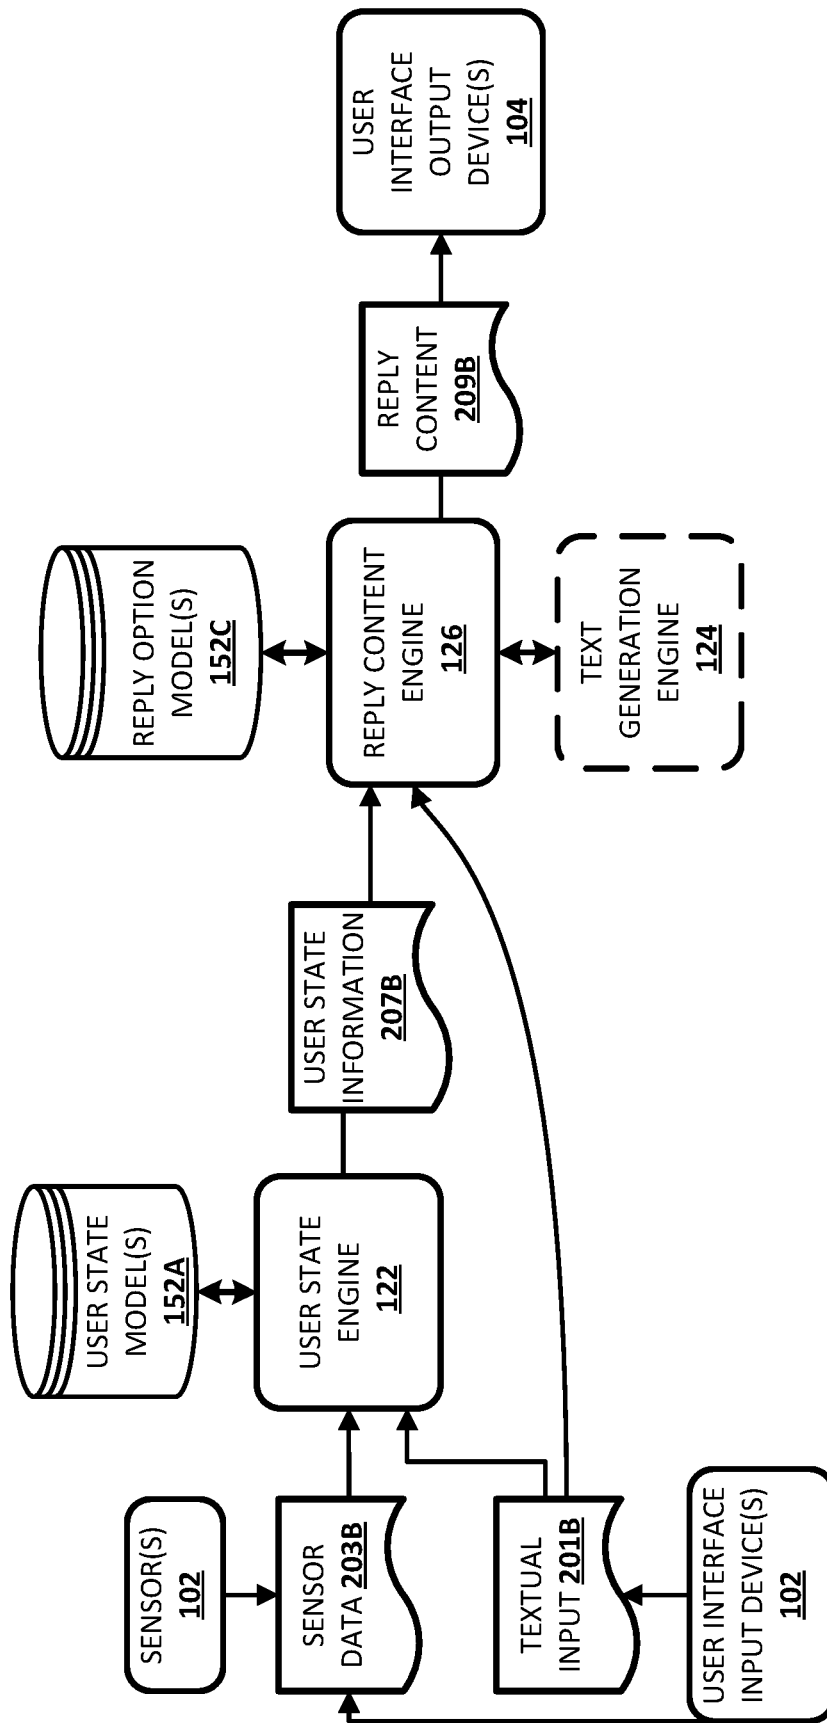 SENSOR(S)
102
SENSOR
DATA 203B
TEXTUAL
INPUT 201B
USER INTERFACE
INPUT DEVICE(S)
102
USER STATE
MODEL(S)
152A
USER STATE
ENGINE
122
USER STATE
INFORMATION
207B
REPLY OPTION
MODEL(S)
152C
REPLY CONTENT
ENGINE
126
TEXT
GENERATION
ENGINE
124
REPLY
CONTENT
209B
USER
INTERFACE
OUTPUT
DEVICE(S)
104